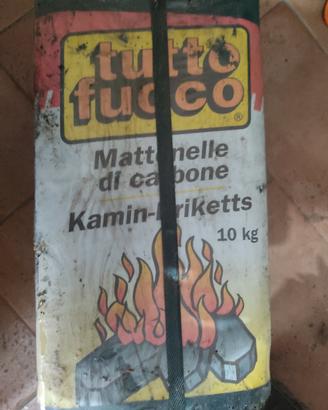 tutto
fuoco®
Mattonelle
di carbone
Kamin-Briketts
10 kg